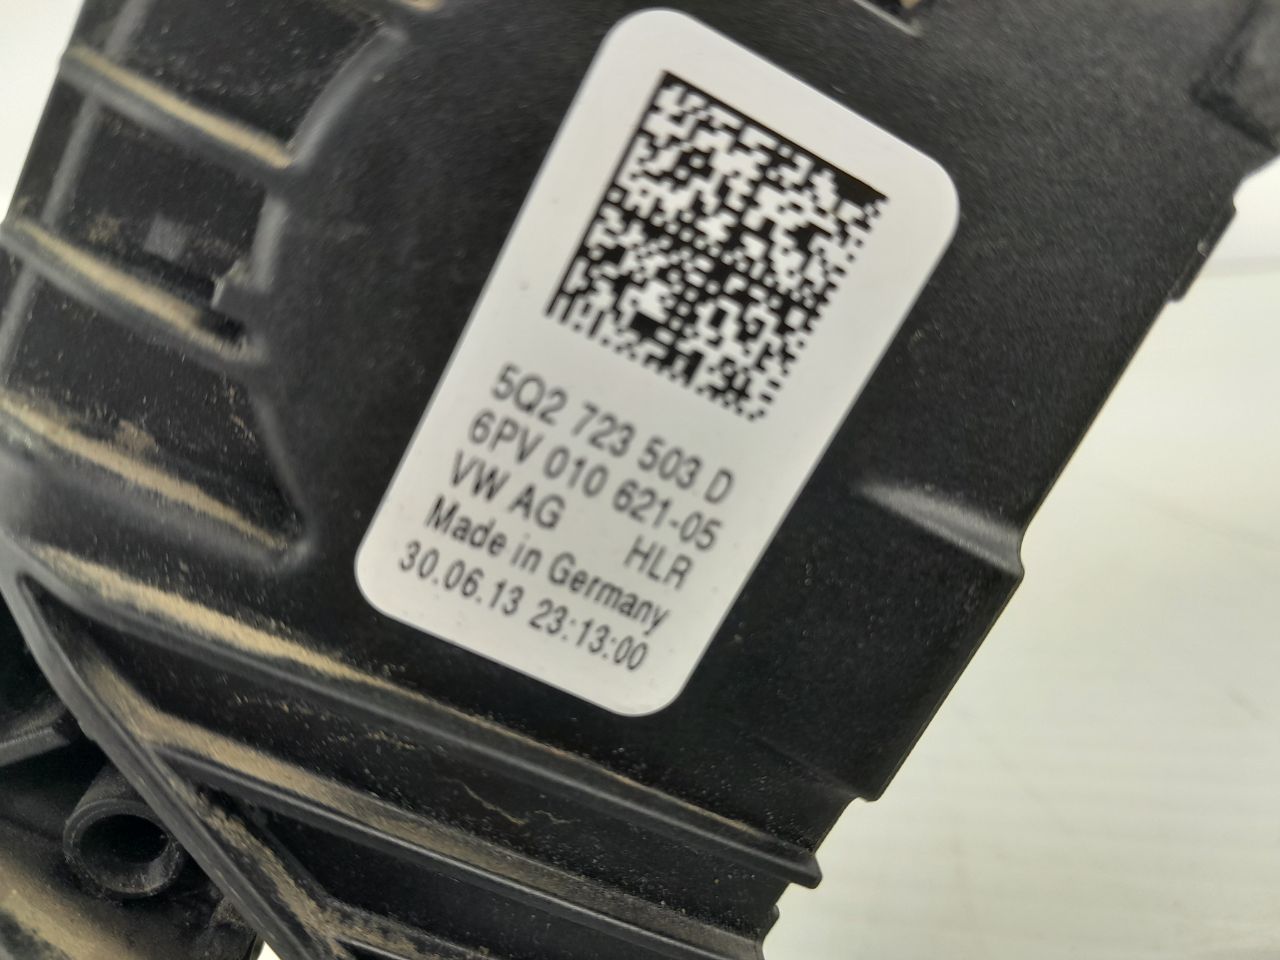 5Q2 723 503 D
6PV 010 621-05
VW AG HLR
Made in Germany
30.06.13 23:13:00